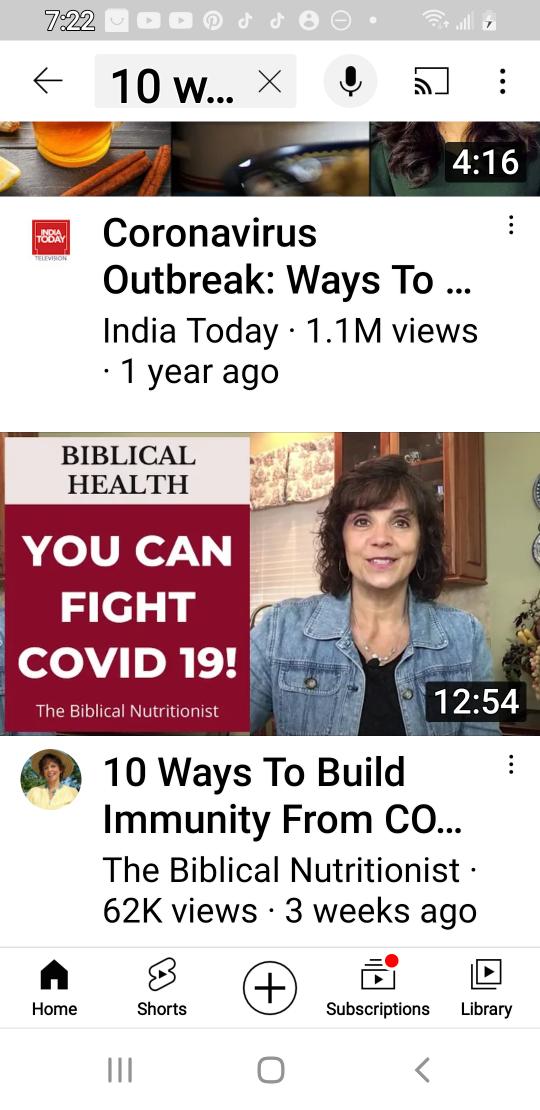 7:22
10 w...
4:16
INDIA
TODAY
TELEVISION
Coronavirus
Outbreak: Ways To ...
India Today · 1.1M views
· 1 year ago
BIBLICAL
HEALTH
YOU CAN
FIGHT
COVID 19!
The Biblical Nutritionist
12:54
10 Ways To Build
Immunity From CO...
The Biblical Nutritionist ·
62K views · 3 weeks ago
Home
Shorts
Subscriptions
Library